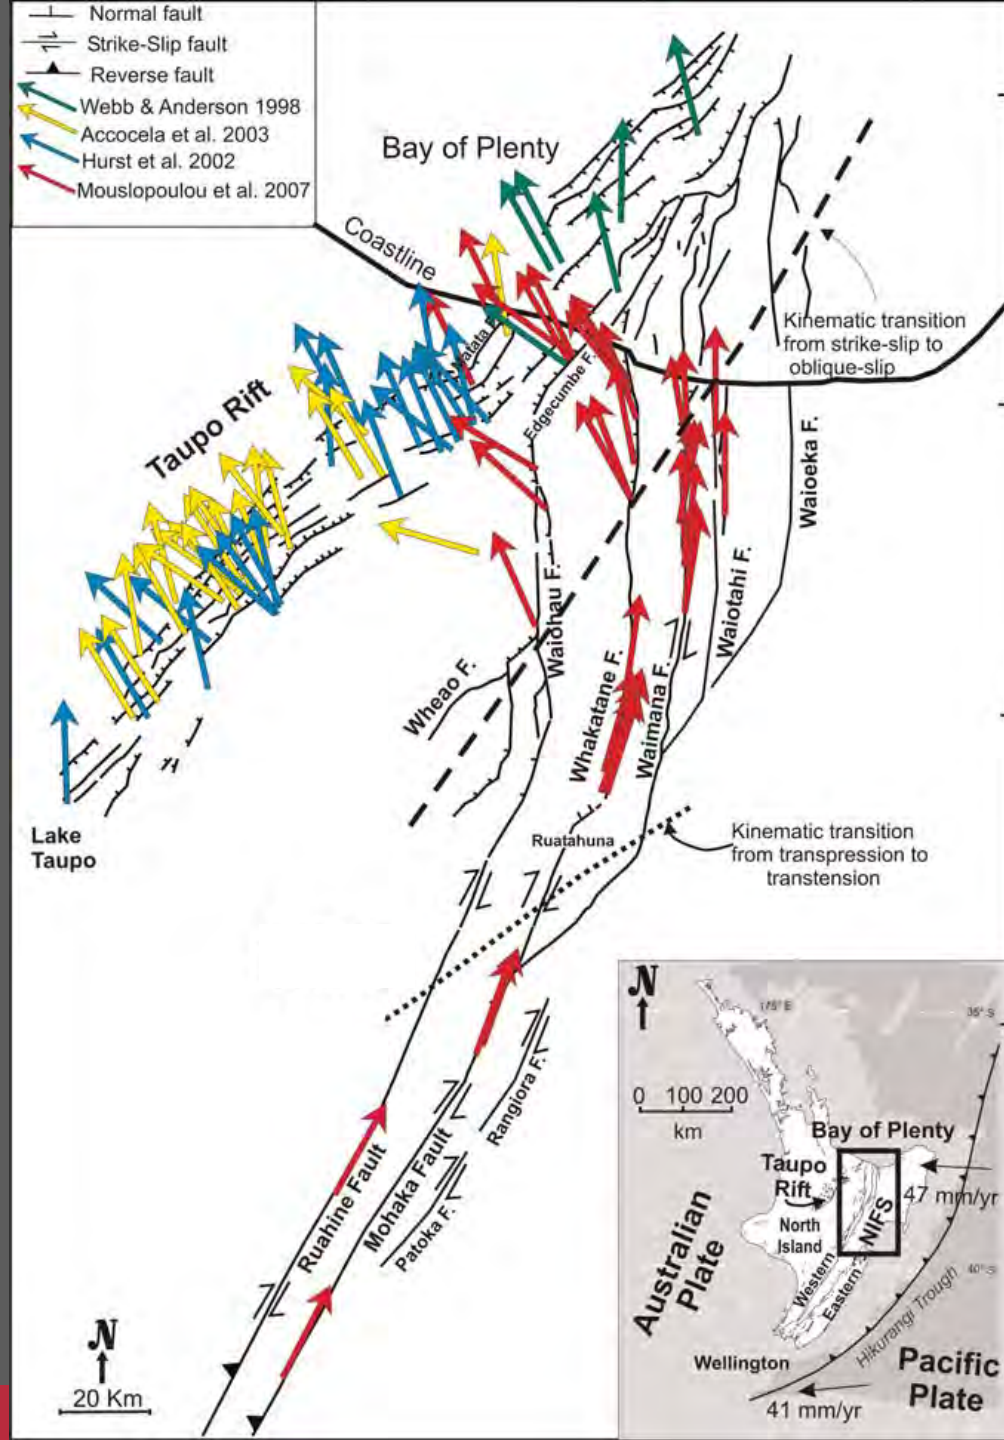 Normal fault
Strike-Slip fault
Reverse fault
Webb & Anderson 1998
Accocela et al. 2003
Hurst et al. 2002
Mouslopoulou et al. 2007
Bay of Plenty
Coastline
Kinematic transition
from strike-slip to
oblique-slip
Taupo Rift
Edgecumbe F.
Waioeka F.
Waiotahi F.
Waiohau F.
Wheao F.
Whakatane F.
Waimana F.
Lake
Taupo
Ruatahuna
Kinematic transition
from transpression to
transtension
Rangiora F.
Ruahine Fault
Mohaka Fault
Patoka F.
N
20 Km
N
175° E
35° S
0 100 200
km
Bay of Plenty
Taupo
Rift
47 mm/yr
NIFS
North
Island
Australian
Plate
Western
Eastern
40° S
Hikurangi Trough
Wellington
Pacific
Plate
41 mm/yr